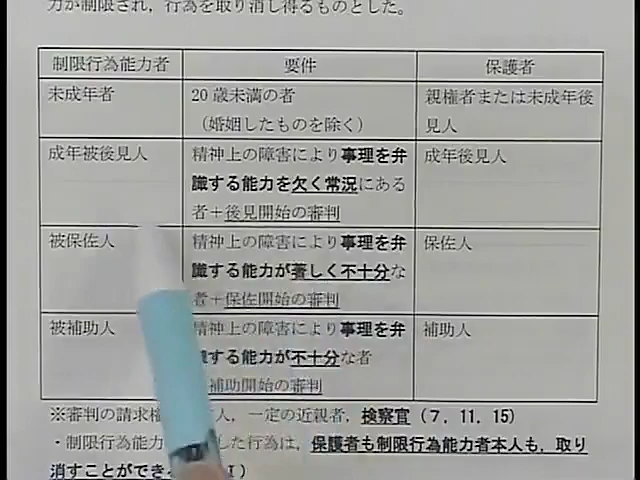 力が制限され，行為を取り消し得るものとした。
制限行為能力者 要件 保護者
未成年者 20歳未満の者 親権者または未成年後
（婚姻したものを除く） 見人
成年被後見人 精神上の障害により事理を弁 成年後見人
識する能力を欠く常況にある
者＋後見開始の審判
被保佐人 精神上の障害により事理を弁 保佐人
識する能力が著しく不十分な
者＋保佐開始の審判
被補助人 精神上の障害により事理を弁 補助人
する能力が不十分な者
補助開始の審判
※審判の請求 人，一定の近親者，検察官（7，11，15）
・制限行為能力 した行為は，保護者も制限行為能力者本人も，取り
消すことができ Ⅰ）